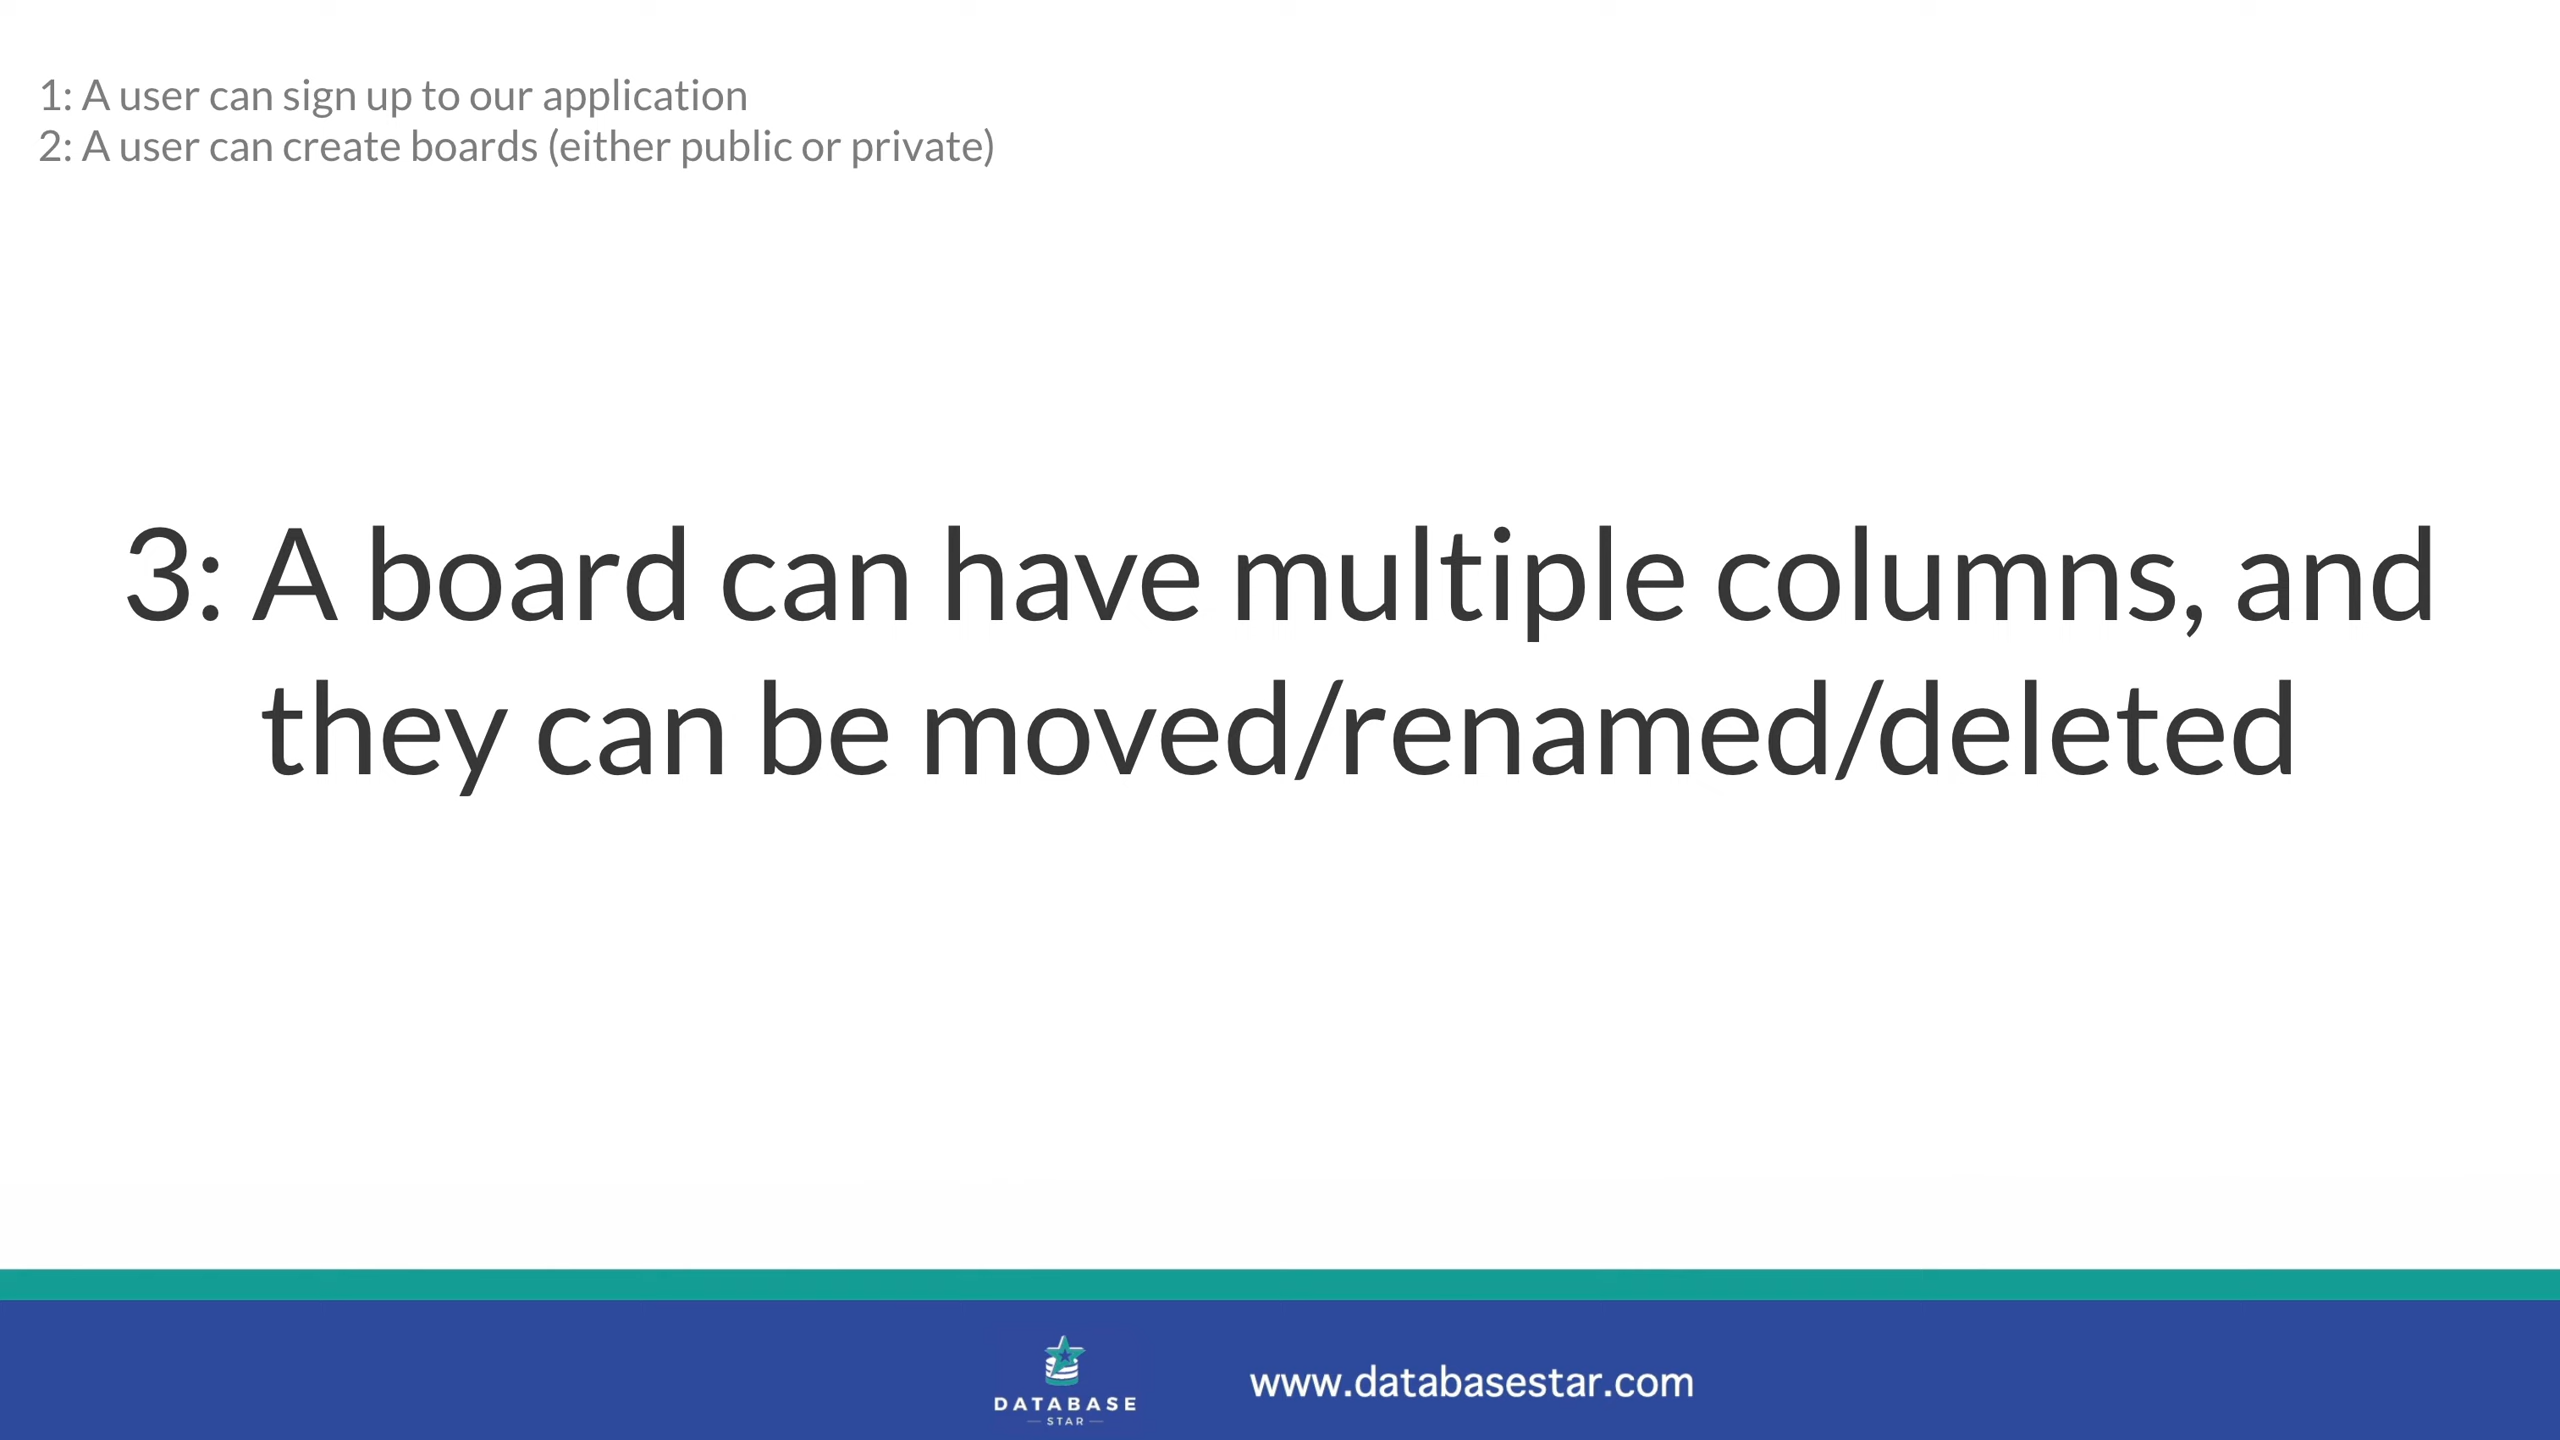 1: A user can sign up to our application
2: A user can create boards (either public or private)
3: A board can have multiple columns, and
they can be moved/renamed/deleted
DATABASE
STAR
www.databasestar.com